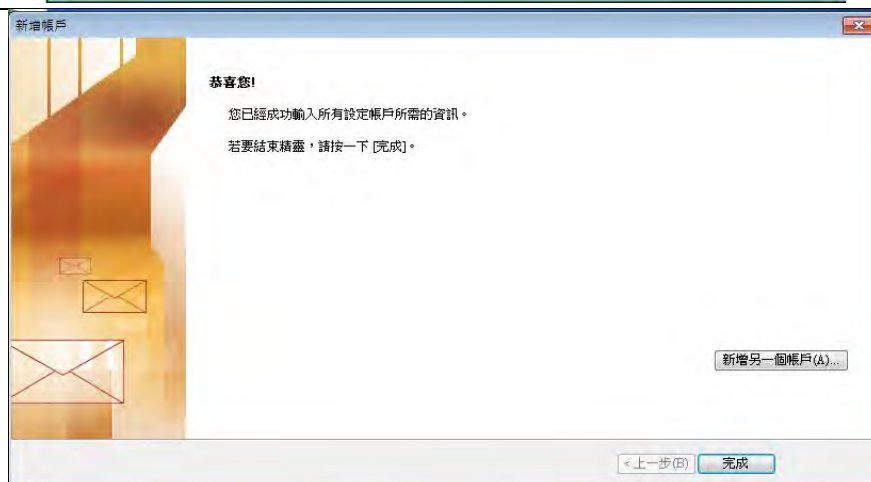 新增帳戶
恭喜您!
您已經成功輸入所有設定帳戶所需的資訊。
若要結束精靈，請按一下 [完成]。
新增另一個帳戶(A)...
<上一步(B)
完成